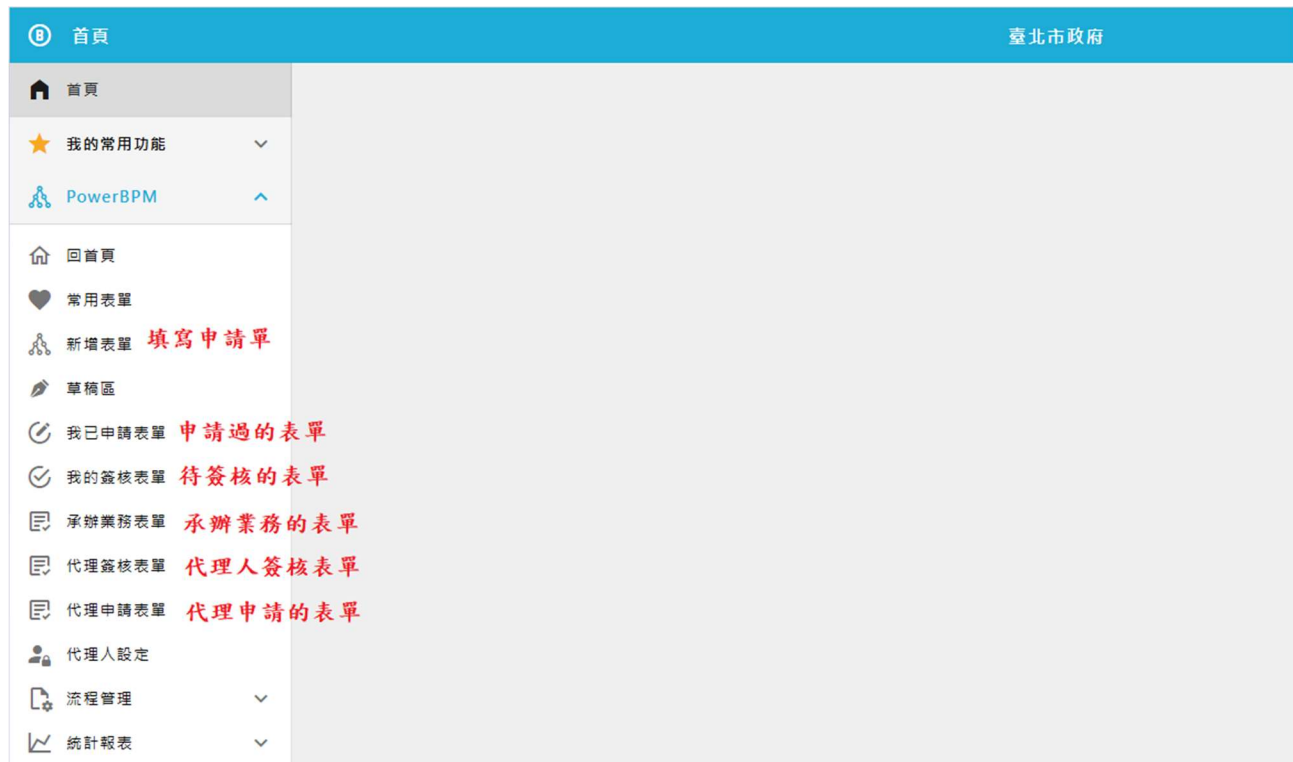 首頁
臺北市政府
首頁
我的常用功能
PowerBPM
回首頁
常用表單
新增表單 填寫申請單
草稿區
我已申請表單 申請過的表單
我的簽核表單 待簽核的表單
承辦業務表單 承辦業務的表單
代理簽核表單 代理人簽核表單
代理申請表單 代理申請的表單
代理人設定
流程管理
統計報表